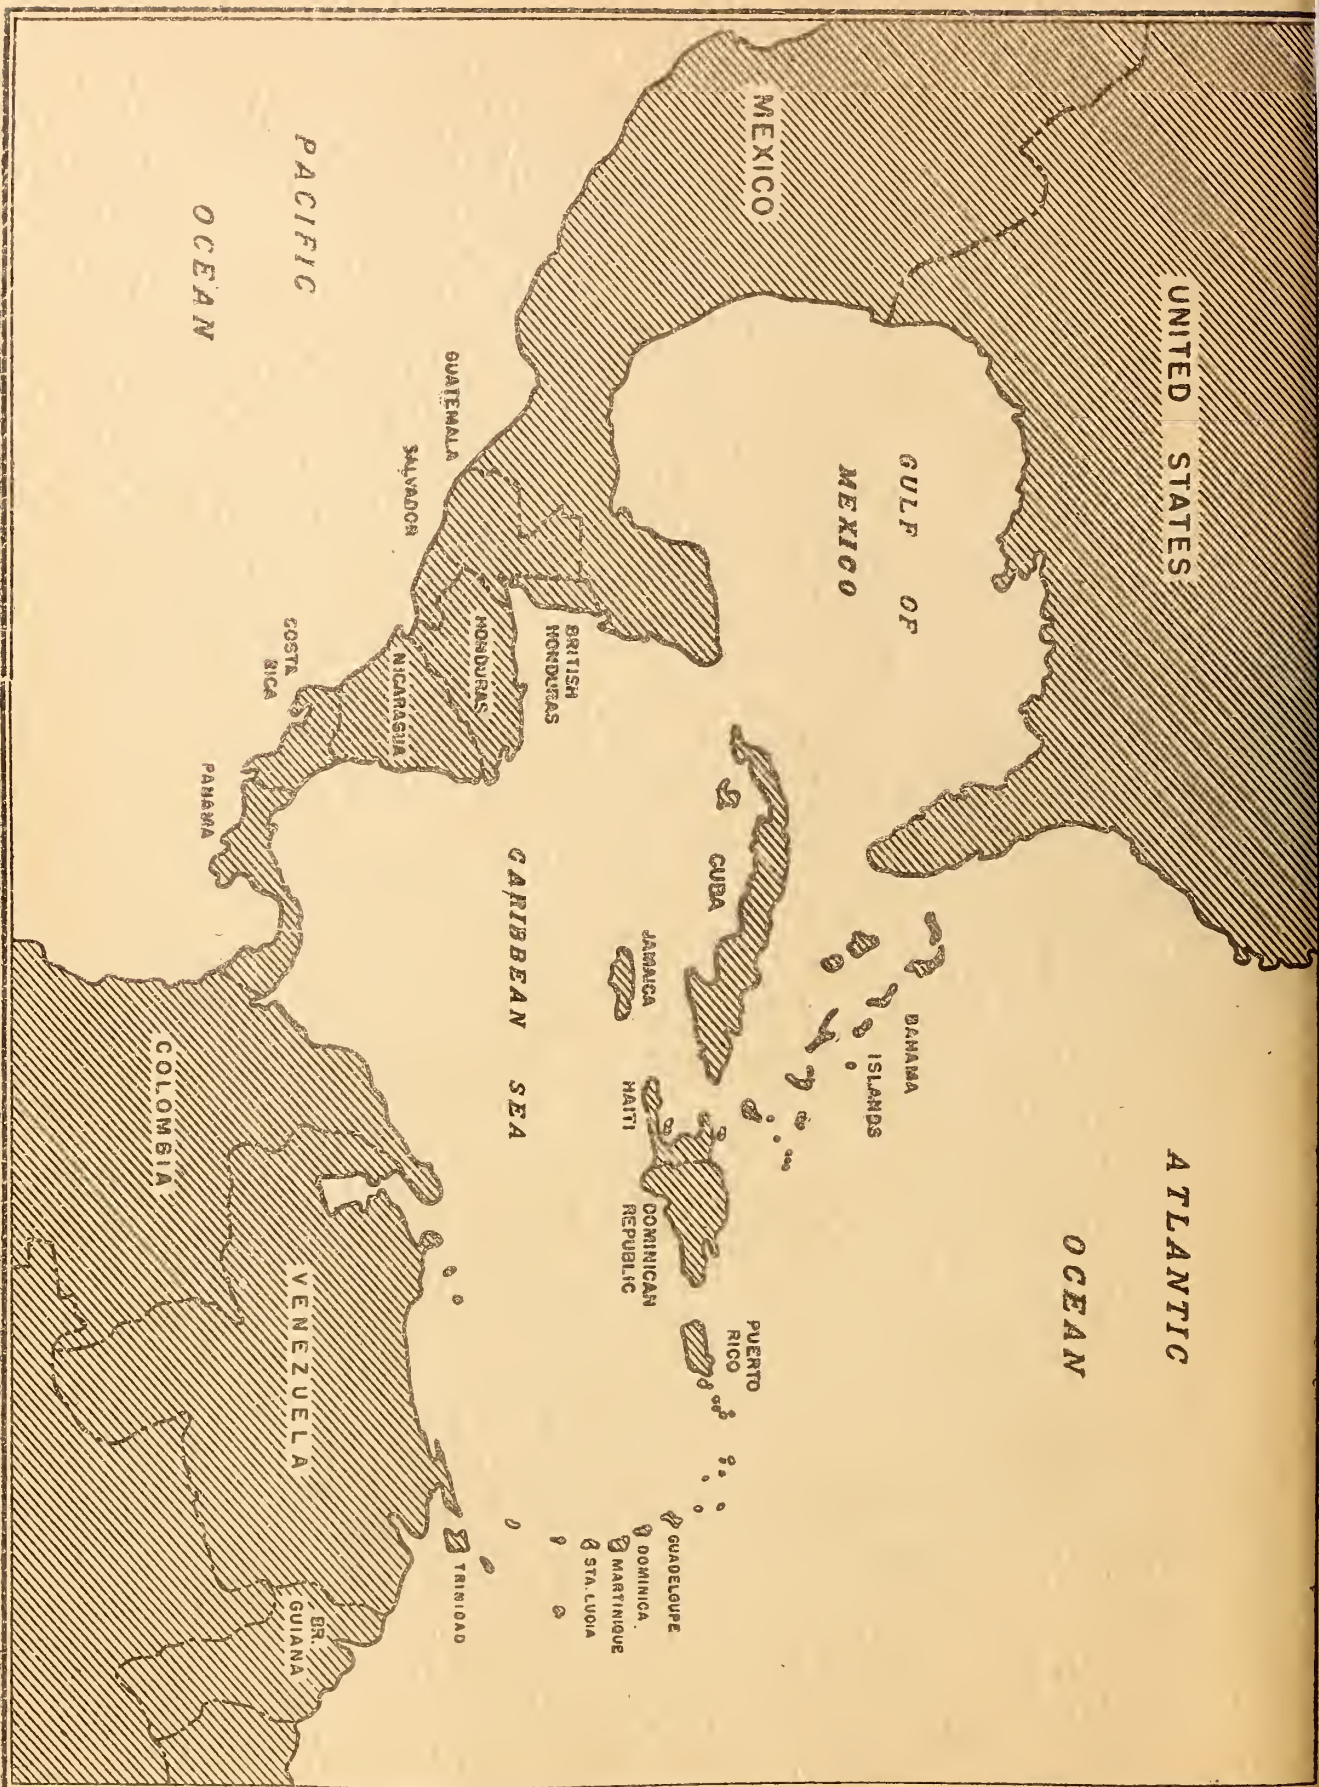 UNITED STATES
ATLANTIC
OCEAN
MEXICO
GULF OF
MEXICO
BAHAMA
ISLANDS
CUBA
PUERTO
RICO
JAMAICA
HAITI
DOMINICAN
REPUBLIC
GUADELOUPE
DOMINICA
MARTINIQUE
STA. LUCIA
BRITISH
HONDURAS
CARIBBEAN SEA
HONDURAS
GUATEMALA
SALVADOR
NICARAGUA
TRINIDAD
PACIFIC
OCEAN
COSTA
RICA
PANAMA
VENEZUELA
BR.
GUIANA
COLOMBIA